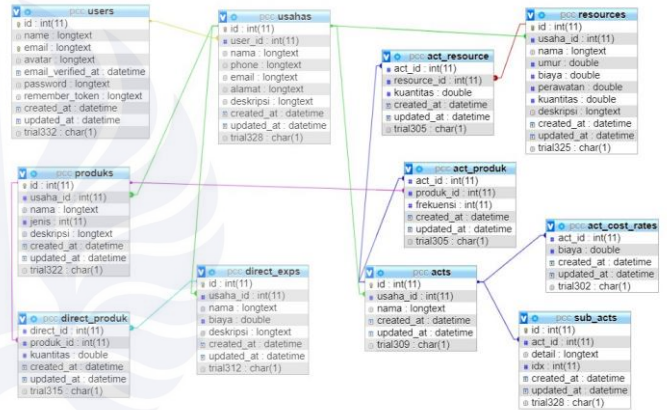 pcc users
id : int(11)
name : longtext
email : longtext
avatar : longtext
email_verified_at : datetime
password : longtext
remember_token : longtext
created_at : datetime
updated_at : datetime
trial332 : char(1)
pcc usahas
id : int(11)
user_id : int(11)
nama : longtext
phone : longtext
email : longtext
alamat : longtext
deskripsi : longtext
created_at : datetime
updated_at : datetime
trial328 : char(1)
pcc act_resource
act_id : int(11)
resource_id : int(11)
kuantitas : double
created_at : datetime
updated_at : datetime
trial305 : char(1)
pcc resources
id : int(11)
usaha_id : int(11)
nama : longtext
umur : double
biaya : double
perawatan : double
kuantitas : double
deskripsi : longtext
created_at : datetime
updated_at : datetime
trial325 : char(1)
pcc produks
id : int(11)
usaha_id : int(11)
nama : longtext
jenis : int(11)
deskripsi : longtext
created_at : datetime
updated_at : datetime
trial322 : char(1)
pcc act_produk
act_id : int(11)
produk_id : int(11)
frekuensi : int(11)
created_at : datetime
updated_at : datetime
trial305 : char(1)
pcc act_cost_rates
act_id : int(11)
biaya : double
created_at : datetime
updated_at : datetime
trial302 : char(1)
pcc direct_produk
direct_id : int(11)
produk_id : int(11)
kuantitas : double
created_at : datetime
updated_at : datetime
trial315 : char(1)
pcc direct_exps
id : int(11)
usaha_id : int(11)
nama : longtext
biaya : double
deskripsi : longtext
created_at : datetime
updated_at : datetime
trial312 : char(1)
pcc acts
id : int(11)
usaha_id : int(11)
nama : longtext
created_at : datetime
updated_at : datetime
trial309 : char(1)
pcc sub_acts
id : int(11)
act_id : int(11)
detail : longtext
idx : int(11)
created_at : datetime
updated_at : datetime
trial328 : char(1)